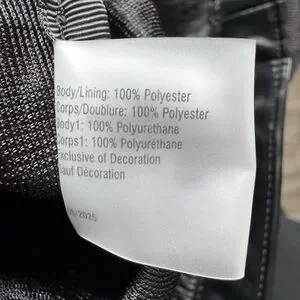 Body/Lining: 100% Polyester
Corps/Doublure: 100% Polyester
Body1: 100% Polyurethane
Corps1: 100% Polyuréthane
Exclusive of Decoration
Sauf Décoration
/2025